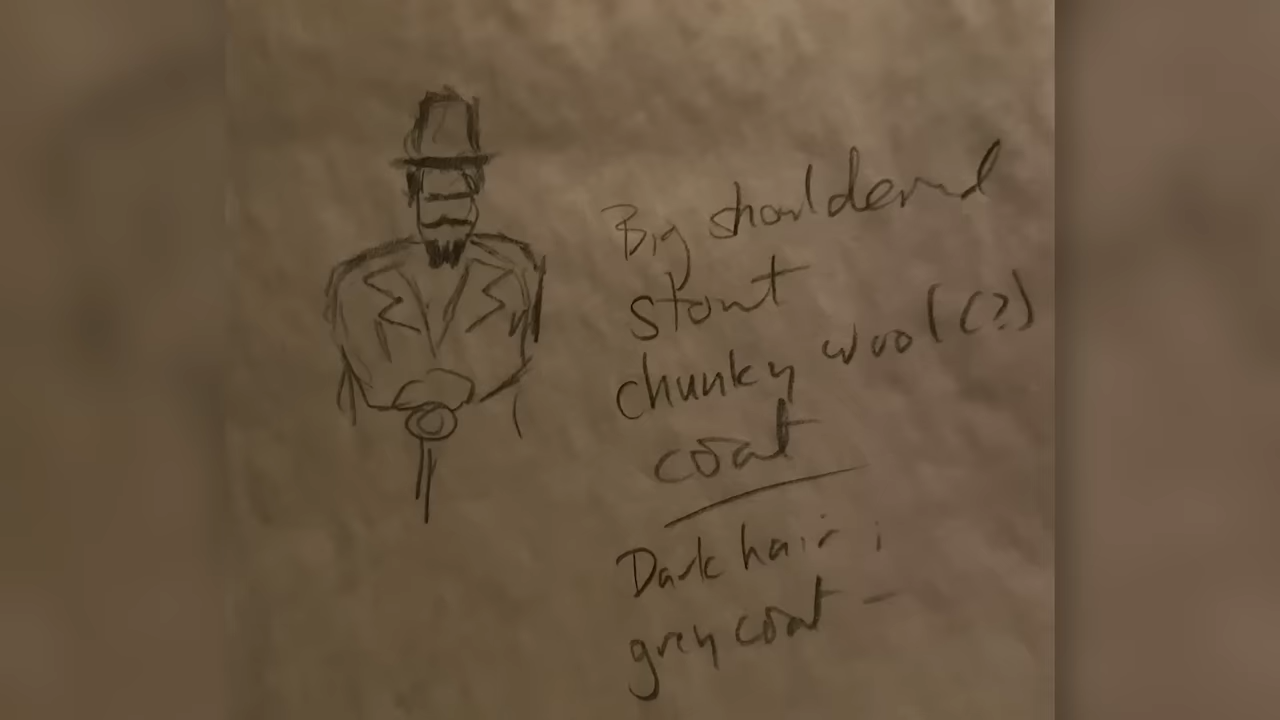 Big shouldered
stout
chunky wool (?)
coat
Dark hair;
grey coat -